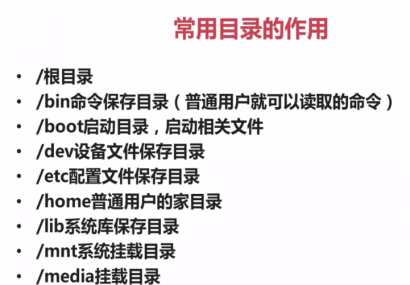 常用目录的作用
• /根目录
• /bin命令保存目录（普通用户就可以读取的命令）
• /boot启动目录，启动相关文件
• /dev设备文件保存目录
• /etc配置文件保存目录
• /home普通用户的家目录
• /lib系统库保存目录
• /mnt系统挂载目录
• /media挂载目录